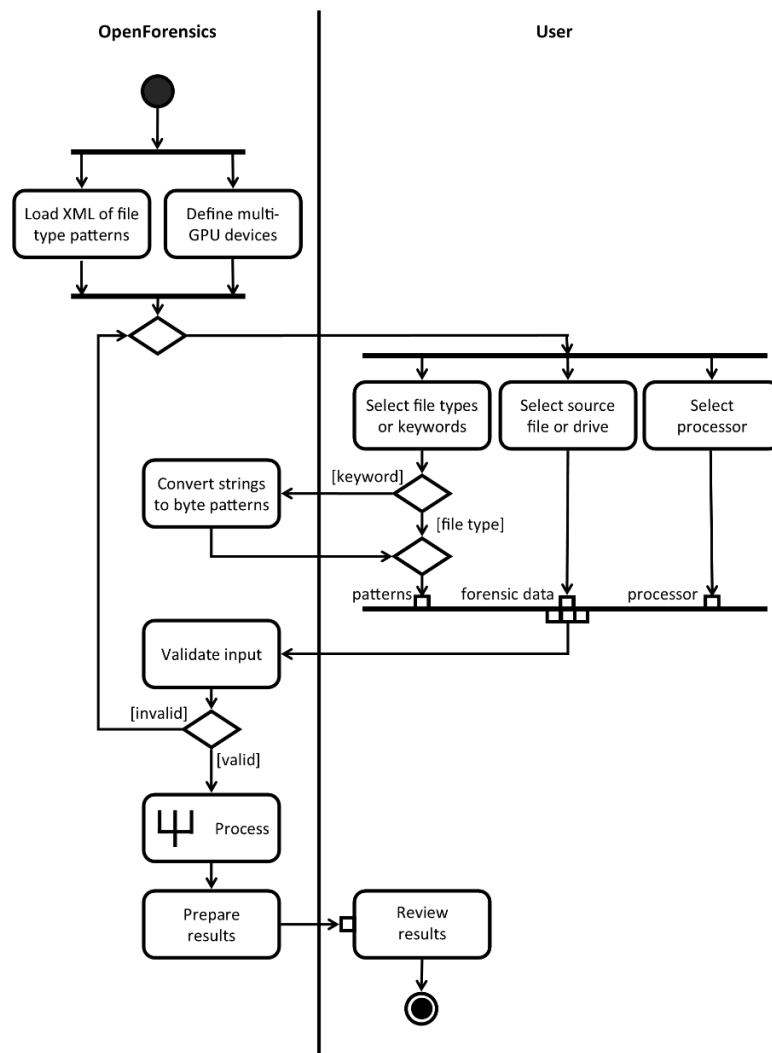 OpenForensics
User
Load XML of file
type patterns
Define multi-
GPU devices
Select file types
or keywords
Select source
file or drive
Select
processor
[keyword]
Convert strings
to byte patterns
[file type]
patterns
forensic data
processor
Validate input
[invalid]
[valid]
Process
Prepare
results
Review
results